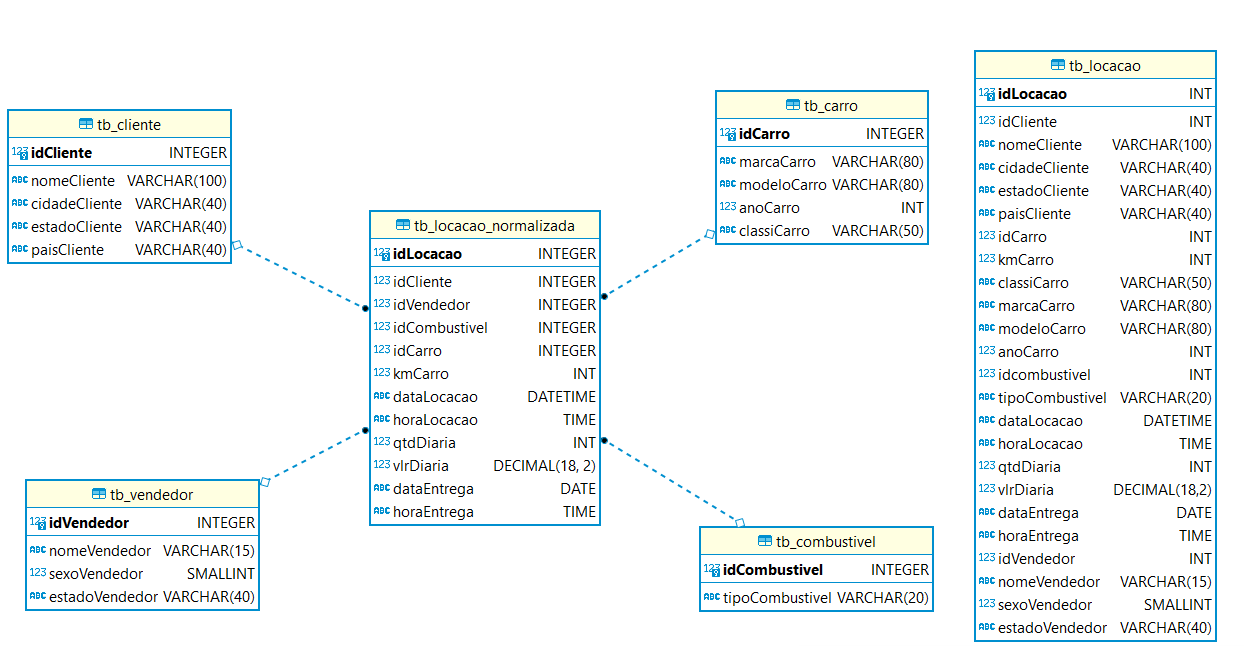 tb_cliente
123 idCliente INTEGER
ABC nomeCliente VARCHAR(100)
ABC cidadeCliente VARCHAR(40)
ABC estadoCliente VARCHAR(40)
ABC paisCliente VARCHAR(40)
tb_vendedor
123 idVendedor INTEGER
ABC nomeVendedor VARCHAR(15)
123 sexoVendedor SMALLINT
ABC estadoVendedor VARCHAR(40)
tb_locacao_normalizada
123 idLocacao INTEGER
123 idCliente INTEGER
123 idVendedor INTEGER
123 idCombustivel INTEGER
123 idCarro INTEGER
123 kmCarro INT
ABC dataLocacao DATETIME
ABC horaLocacao TIME
123 qtdDiaria INT
123 vlrDiaria DECIMAL(18, 2)
ABC dataEntrega DATE
ABC horaEntrega TIME
tb_carro
123 idCarro INTEGER
ABC marcaCarro VARCHAR(80)
ABC modeloCarro VARCHAR(80)
123 anoCarro INT
ABC classiCarro VARCHAR(50)
tb_combustivel
123 idCombustivel INTEGER
ABC tipoCombustivel VARCHAR(20)
tb_locacao
123 idLocacao INT
123 idCliente INT
ABC nomeCliente VARCHAR(100)
ABC cidadeCliente VARCHAR(40)
ABC estadoCliente VARCHAR(40)
ABC paisCliente VARCHAR(40)
123 idCarro INT
123 kmCarro INT
ABC classiCarro VARCHAR(50)
ABC marcaCarro VARCHAR(80)
ABC modeloCarro VARCHAR(80)
123 anoCarro INT
123 idcombustivel INT
ABC tipoCombustivel VARCHAR(20)
ABC dataLocacao DATETIME
ABC horaLocacao TIME
123 qtdDiaria INT
123 vlrDiaria DECIMAL(18,2)
ABC dataEntrega DATE
ABC horaEntrega TIME
123 idVendedor INT
ABC nomeVendedor VARCHAR(15)
123 sexoVendedor SMALLINT
ABC estadoVendedor VARCHAR(40)